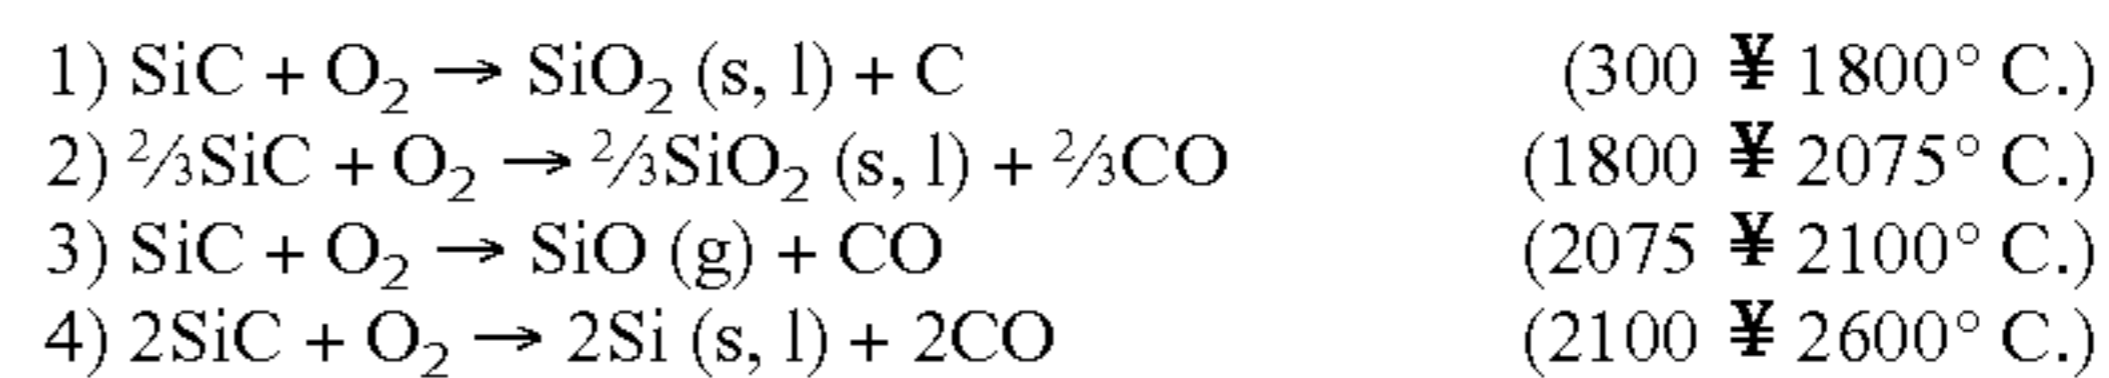 1) SiC + O₂ → SiO₂ (s, l) + C (300 ¥ 1800° C.)
2) ⅔SiC + O₂ → ⅔SiO₂ (s, l) + ⅔CO (1800 ¥ 2075° C.)
3) SiC + O₂ → SiO (g) + CO (2075 ¥ 2100° C.)
4) 2SiC + O₂ → 2Si (s, l) + 2CO (2100 ¥ 2600° C.)